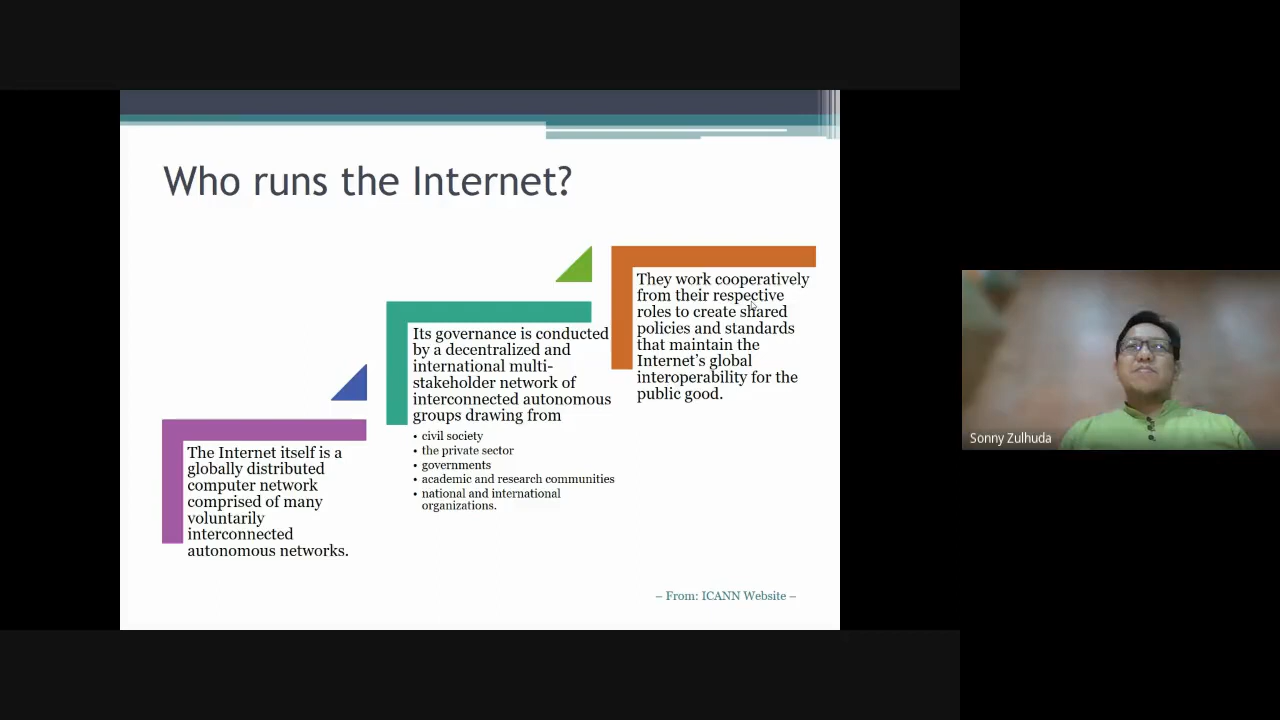 Who runs the Internet?
The Internet itself is a
globally distributed
computer network
comprised of many
voluntarily
interconnected
autonomous networks.
Its governance is conducted
by a decentralized and
international multi-
stakeholder network of
interconnected autonomous
groups drawing from
• civil society
• the private sector
• governments
• academic and research communities
• national and international
organizations.
They work cooperatively
from their respective
roles to create shared
policies and standards
that maintain the
Internet's global
interoperability for the
public good.
– From: ICANN Website –
Sonny Zulhuda